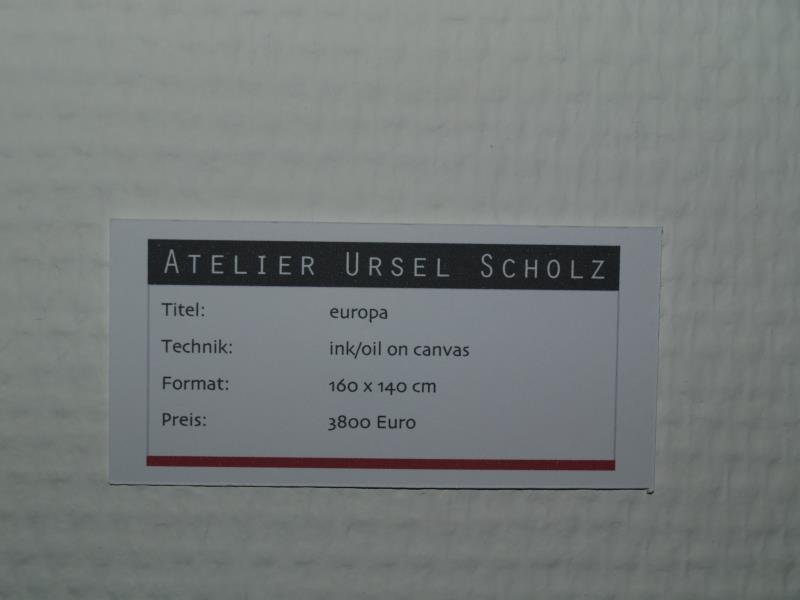 ATELIER URSEL SCHOLZ
Titel: europa
Technik: ink/oil on canvas
Format: 160 x 140 cm
Preis: 3800 Euro